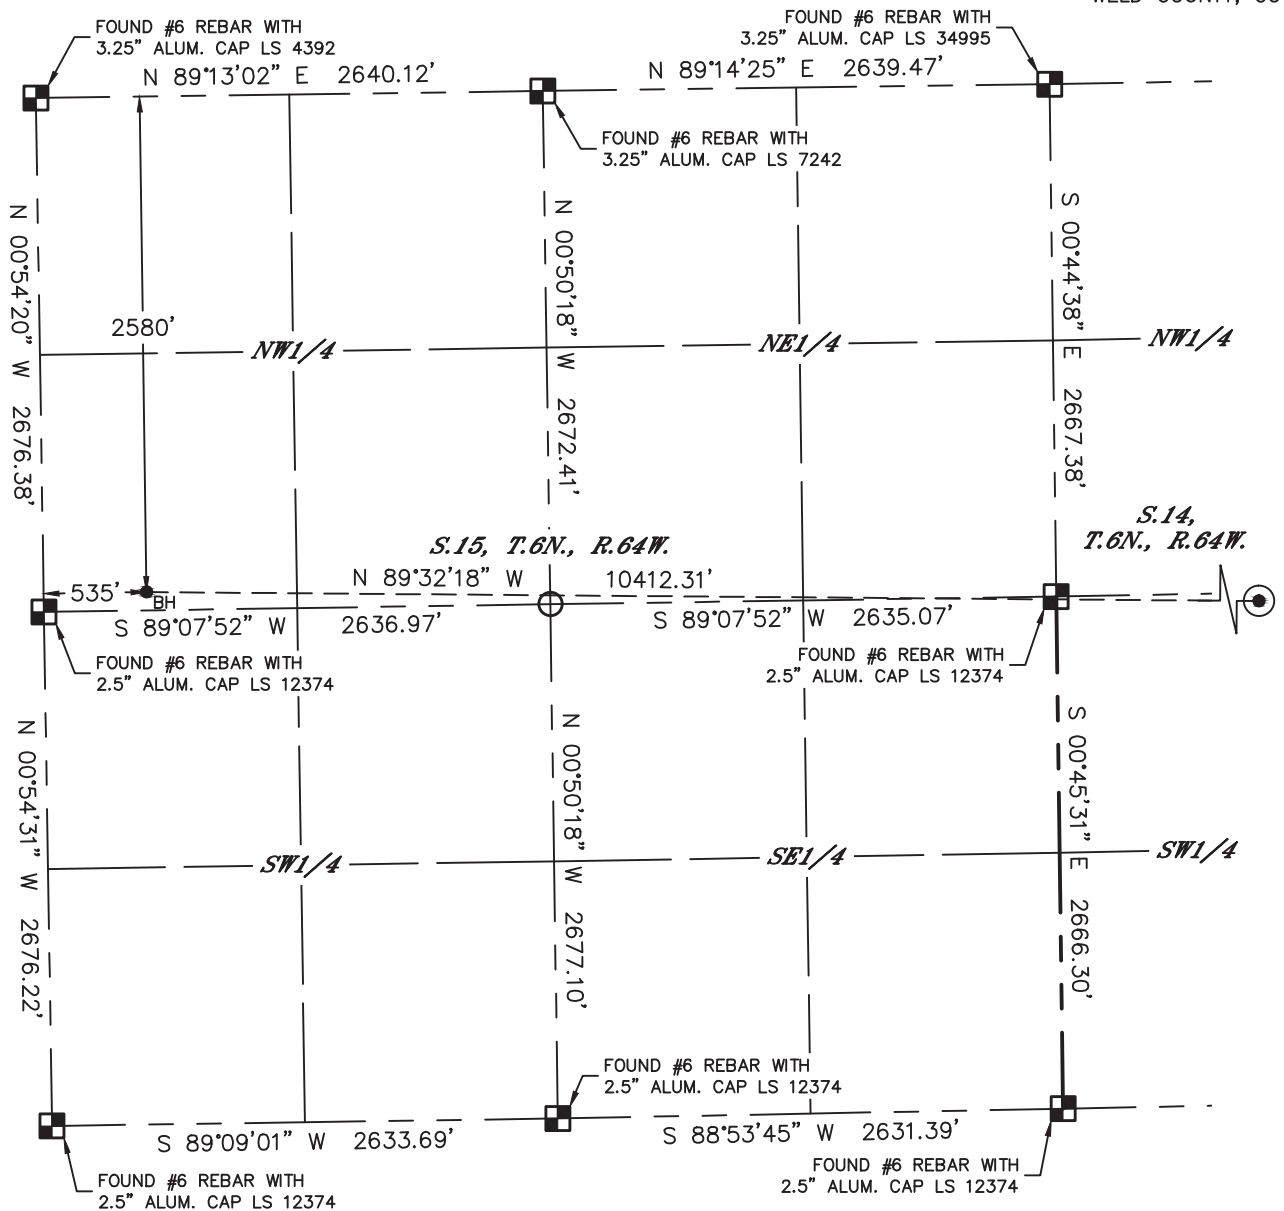 FOUND #6 REBAR WITH
3.25" ALUM. CAP LS 4392
N 89°13'02" E 2640.12'
FOUND #6 REBAR WITH
3.25" ALUM. CAP LS 34995
N 89°14'25" E 2639.47'
FOUND #6 REBAR WITH
3.25" ALUM. CAP LS 7242
N 00°54'20" W 2676.38'
2580'
N 00°50'18" W 2672.41'
S 00°44'38" E 2667.38'
NW1/4
NE1/4
NW1/4
S.14,
T.6N., R.64W.
S.15, T.6N., R.64W.
N 89°32'18" W 10412.31'
535'
BH
S 89°07'52" W 2636.97'
S 89°07'52" W 2635.07'
FOUND #6 REBAR WITH
2.5" ALUM. CAP LS 12374
FOUND #6 REBAR WITH
2.5" ALUM. CAP LS 12374
N 00°54'31" W 2676.22'
N 00°50'18" W 2677.10'
S 00°45'31" E 2666.30'
SW1/4
SE1/4
SW1/4
FOUND #6 REBAR WITH
2.5" ALUM. CAP LS 12374
S 89°09'01" W 2633.69'
S 88°53'45" W 2631.39'
FOUND #6 REBAR WITH
2.5" ALUM. CAP LS 12374
FOUND #6 REBAR WITH
2.5" ALUM. CAP LS 12374